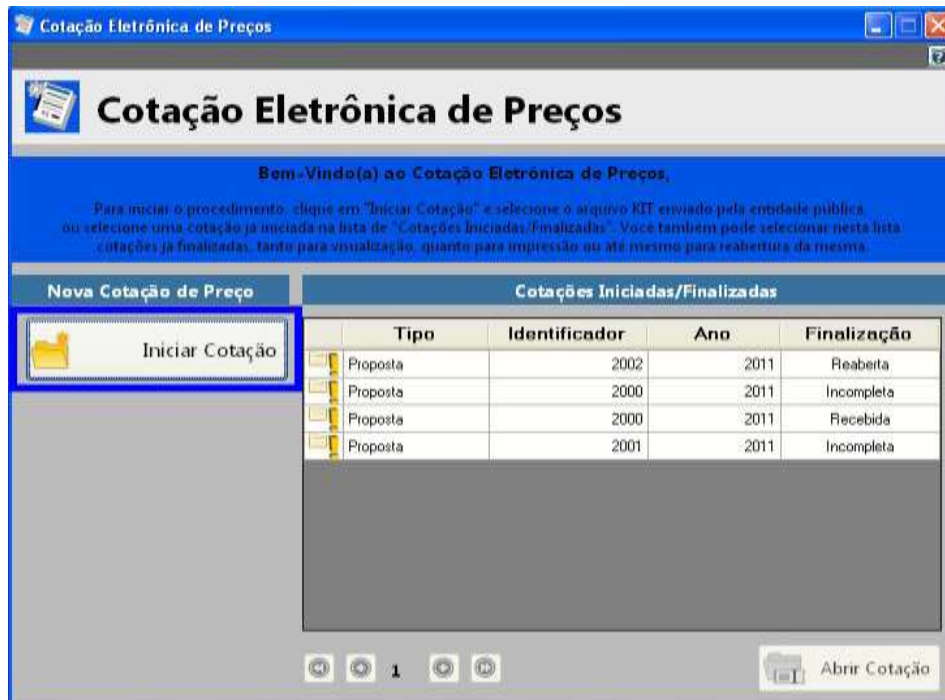 Cotação Eletrônica de Preços
Cotação Eletrônica de Preços
Bem-Vindo(a) ao Cotação Eletrônica de Preços,
Para iniciar o procedimento, clique em "Iniciar Cotação" e selecione o arquivo KIT enviado pela entidade pública,
ou selecione uma cotação já iniciada na lista de "Cotações Iniciadas/Finalizadas". Você também pode selecionar nesta lista
cotações já finalizadas, tanto para visualização, quanto para impressão ou até mesmo para reabertura da mesma.
Nova Cotação de Preço
Cotações Iniciadas/Finalizadas
Iniciar Cotação
Tipo Identificador Ano Finalização
Proposta 2002 2011 Reaberta
Proposta 2000 2011 Incompleta
Proposta 2000 2011 Recebida
Proposta 2001 2011 Incompleta
1
Abrir Cotação